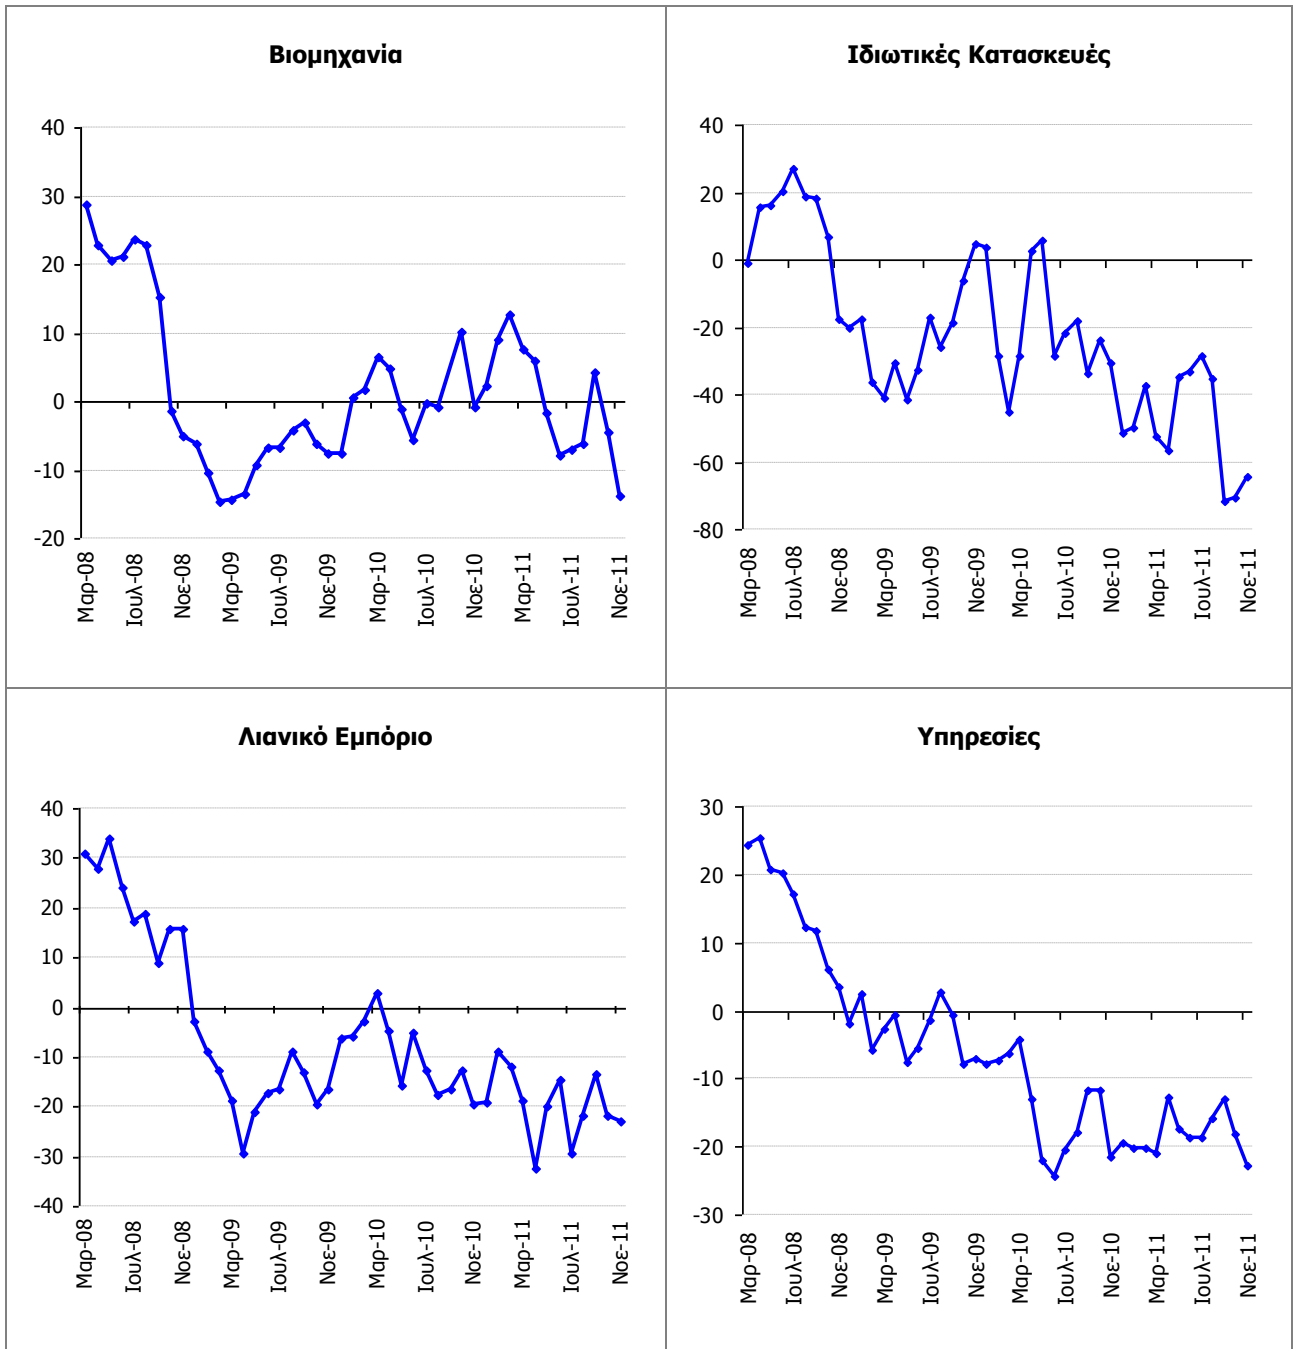 Βιομηχανία
40
30
20
10
0
-10
-20
Μαρ-08
Ιουλ-08
Νοε-08
Μαρ-09
Ιουλ-09
Νοε-09
Μαρ-10
Ιουλ-10
Νοε-10
Μαρ-11
Ιουλ-11
Νοε-11
Ιδιωτικές Κατασκευές
40
20
0
-20
-40
-60
-80
Μαρ-08
Ιουλ-08
Νοε-08
Μαρ-09
Ιουλ-09
Νοε-09
Μαρ-10
Ιουλ-10
Νοε-10
Μαρ-11
Ιουλ-11
Νοε-11
Λιανικό Εμπόριο
40
30
20
10
0
-10
-20
-30
-40
Μαρ-08
Ιουλ-08
Νοε-08
Μαρ-09
Ιουλ-09
Νοε-09
Μαρ-10
Ιουλ-10
Νοε-10
Μαρ-11
Ιουλ-11
Νοε-11
Υπηρεσίες
30
20
10
0
-10
-20
-30
Μαρ-08
Ιουλ-08
Νοε-08
Μαρ-09
Ιουλ-09
Νοε-09
Μαρ-10
Ιουλ-10
Νοε-10
Μαρ-11
Ιουλ-11
Νοε-11